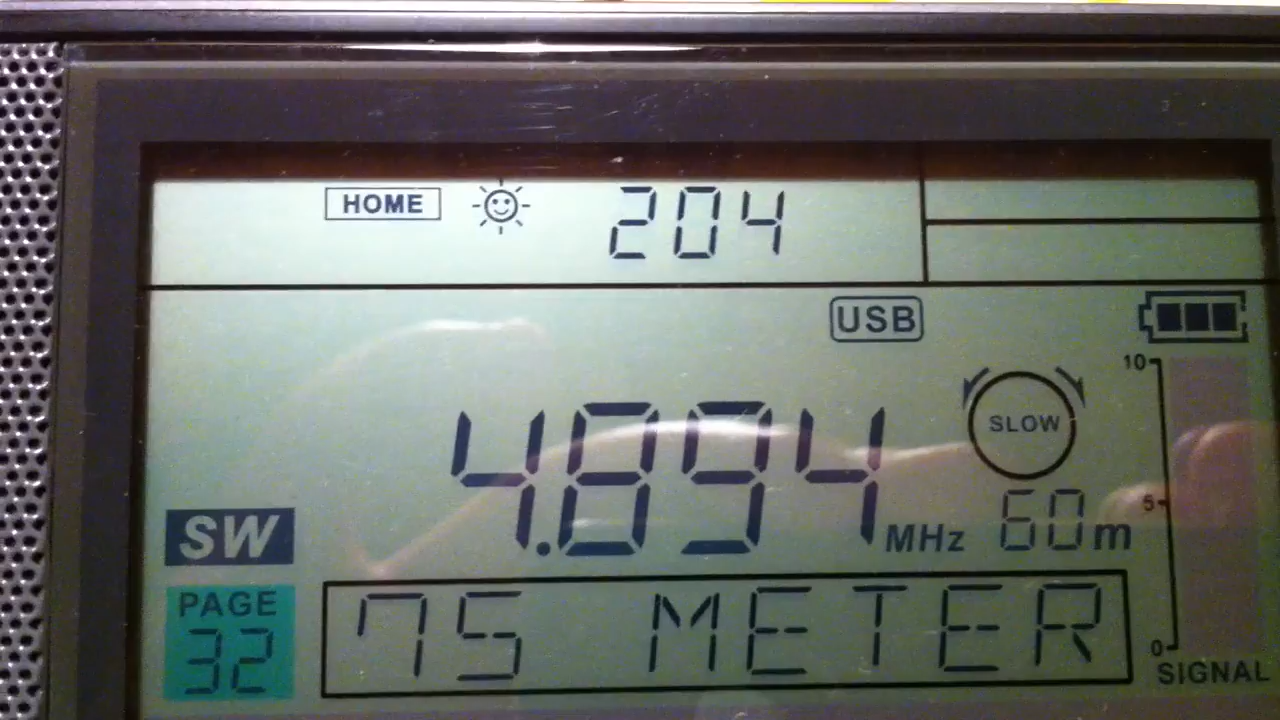 HOME 204
USB
10
SLOW
4.894 MHz 60m
5
SW
PAGE
32
75 METER
0
SIGNAL